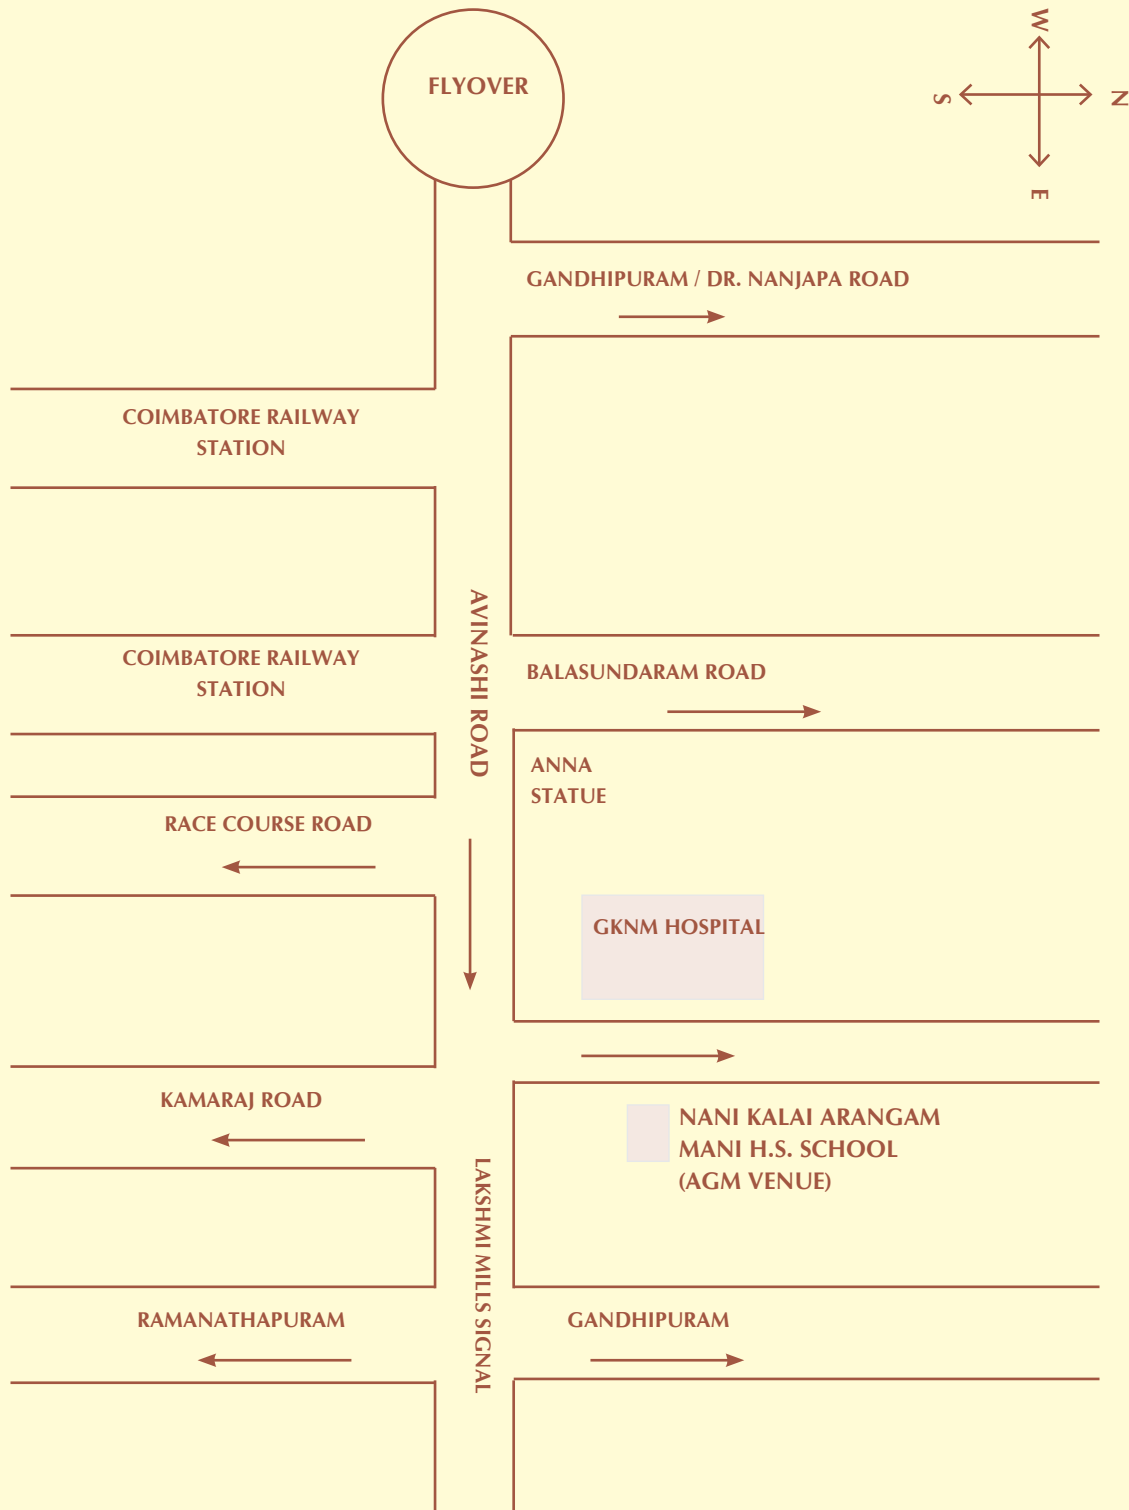 FLYOVER
W
S
N
E
GANDHIPURAM / DR. NANJAPA ROAD
COIMBATORE RAILWAY
STATION
AVINASHI ROAD
COIMBATORE RAILWAY
STATION
BALASUNDARAM ROAD
ANNA
STATUE
RACE COURSE ROAD
GKNM HOSPITAL
KAMARAJ ROAD
NANI KALAI ARANGAM
MANI H.S. SCHOOL
(AGM VENUE)
LAKSHMI MILLS SIGNAL
RAMANATHAPURAM
GANDHIPURAM